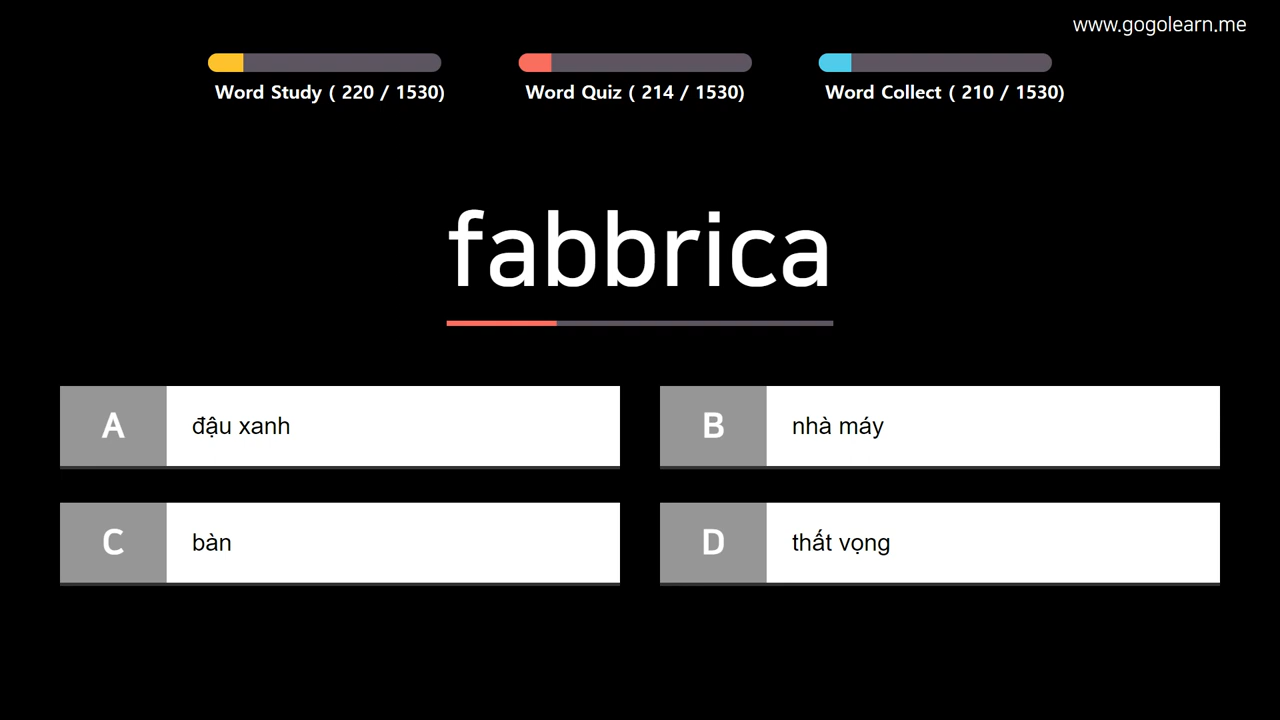 www.gogolearn.me
Word Study ( 220 / 1530)
Word Quiz ( 214 / 1530)
Word Collect ( 210 / 1530)
fabbrica
A
đậu xanh
B
nhà máy
C
bàn
D
thất vọng